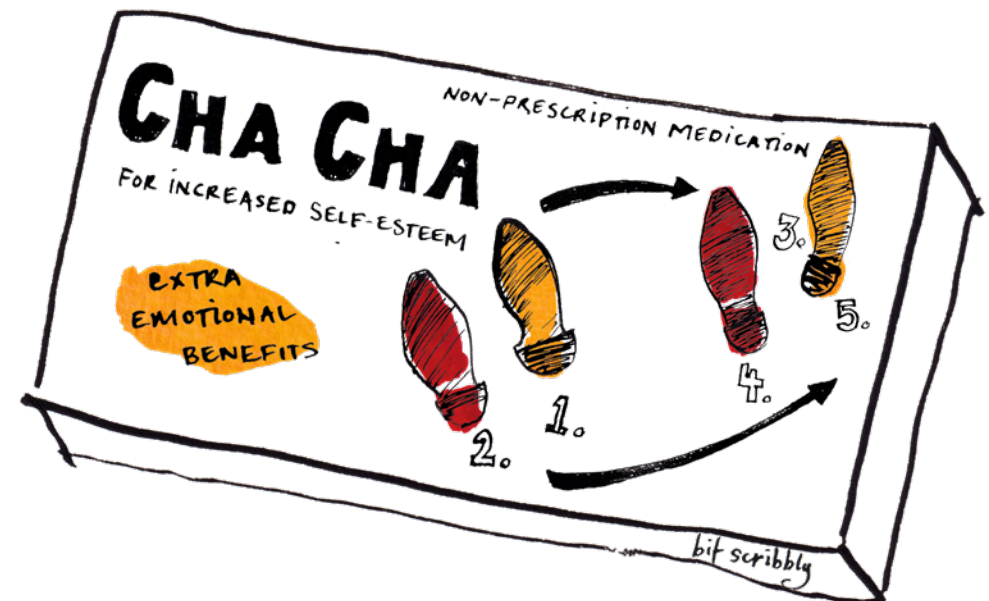 CHA CHA
NON-PRESCRIPTION MEDICATION
FOR INCREASED SELF-ESTEEM
EXTRA
EMOTIONAL
BENEFITS
1.
2.
3.
4.
5.
bit scribbly